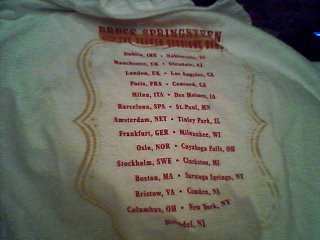 BRUCE SPRINGSTEEN
Dublin, IRE •
Manchester, UK • Glendale, AZ
London, UK • Los Angeles, CA
Paris, FRA • Concord, CA
Milan, ITA • Des Moines, IA
Barcelona, SPA • St. Paul, MN
Amsterdam, NEY • Tinley Park, IL
Frankfurt, GER • Milwaukee, WI
Oslo, NOR • Cuyahoga Falls, OH
Stockholm, SWE • Clarkston, MI
Boston, MA • Saratoga Springs, NY
Bristow, VA • Camden, NJ
Columbus, OH • New York, NY
Holmdel, NJ